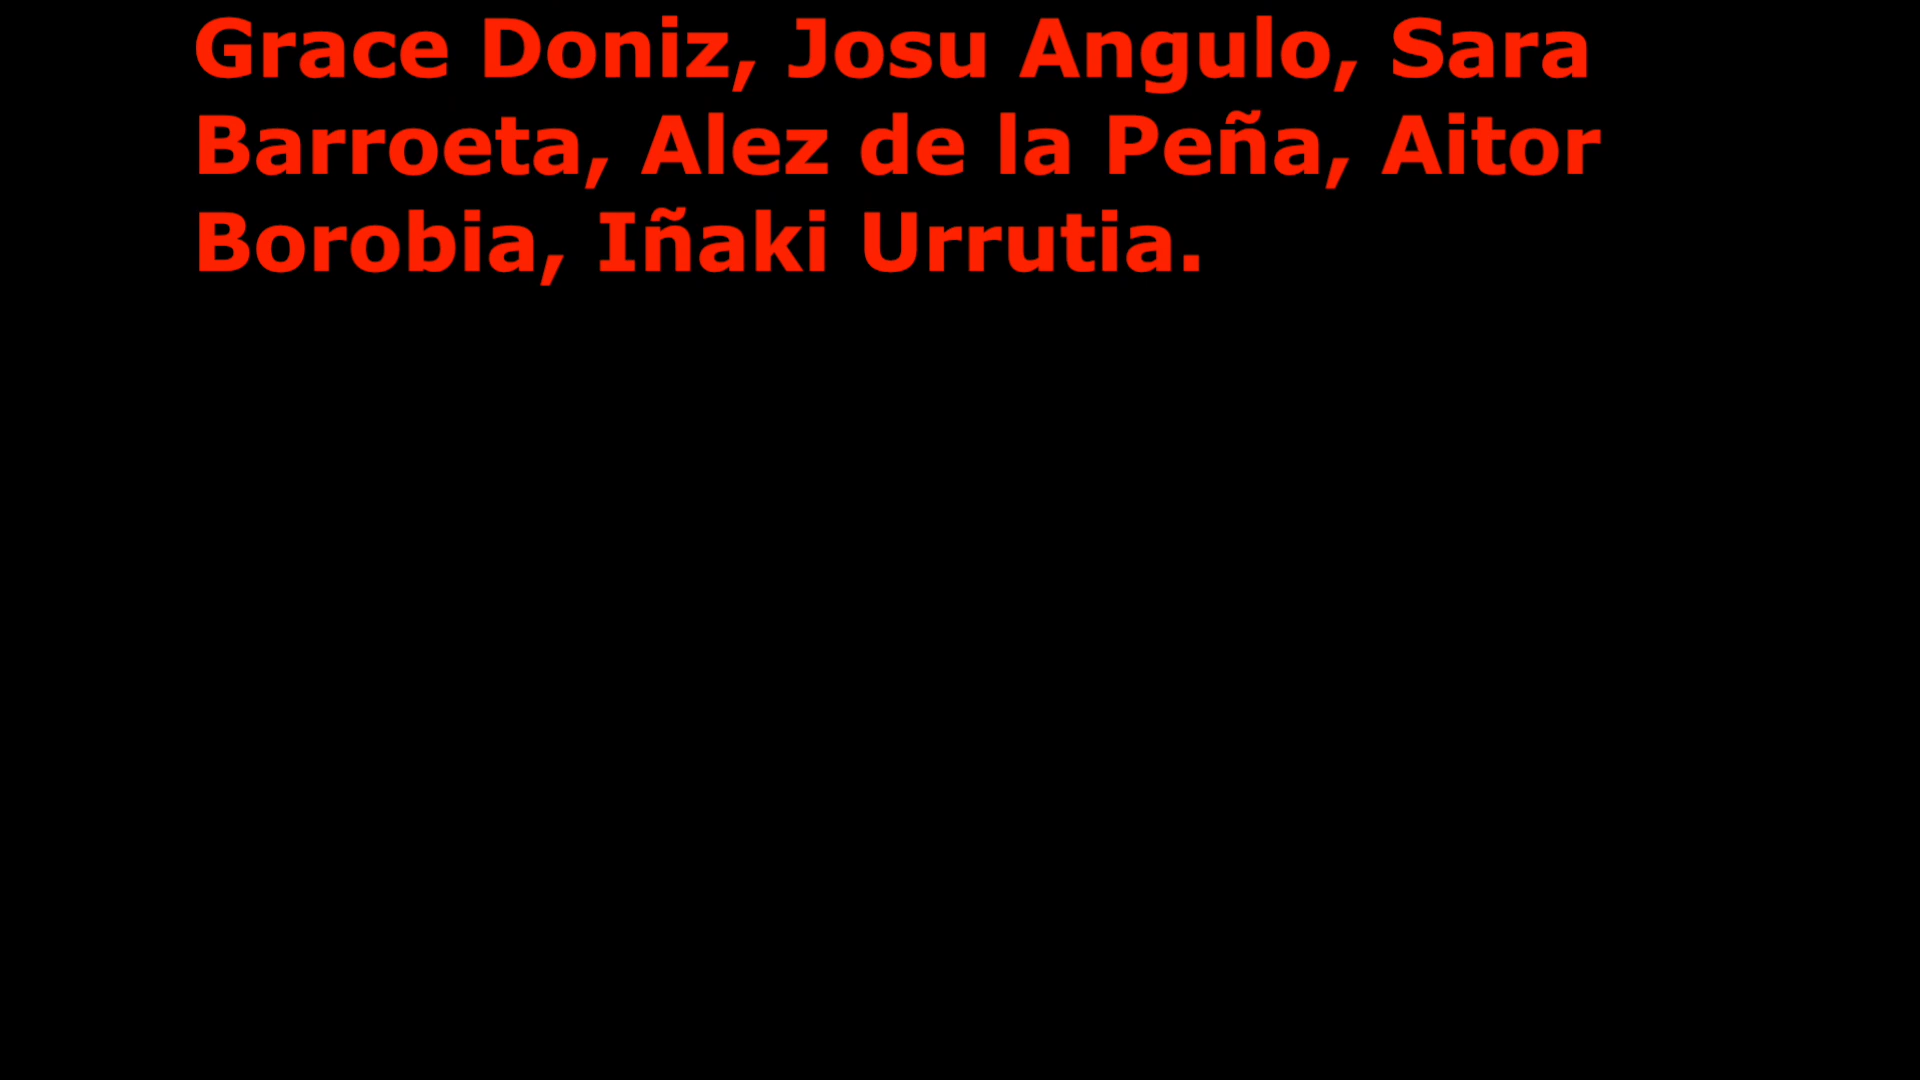 Grace Doniz, Josu Angulo, Sara
Barroeta, Alez de la Peña, Aitor
Borobia, Iñaki Urrutia.